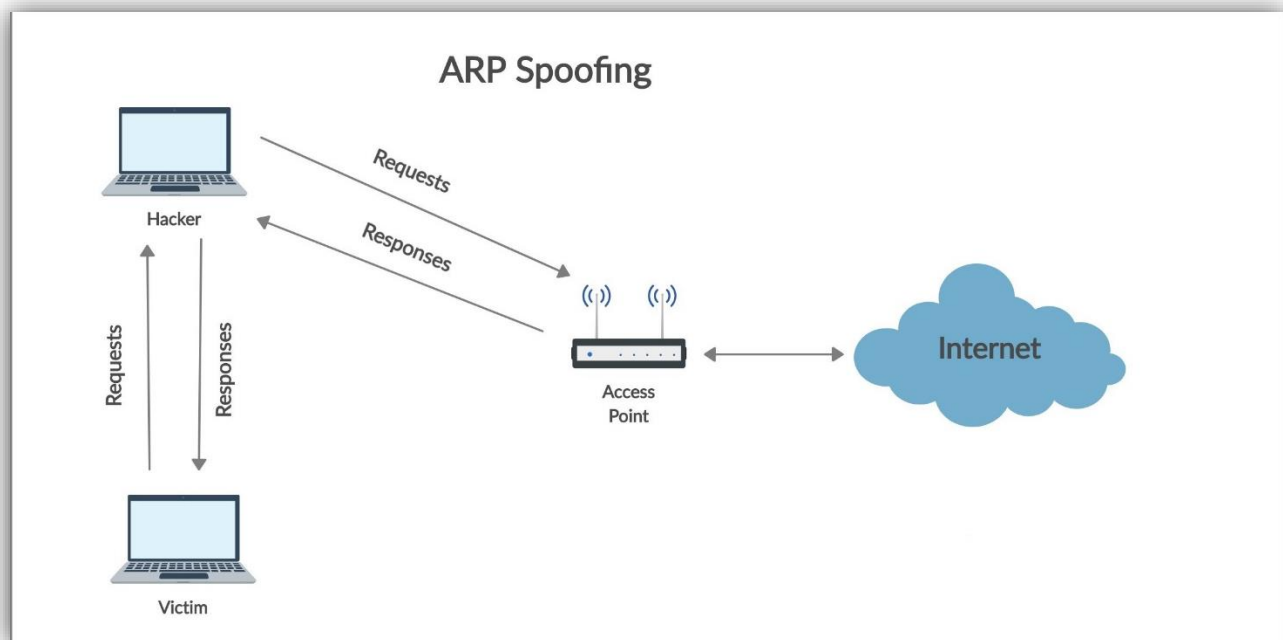 ARP Spoofing
Requests
Responses
Hacker
Requests
Responses
Internet
Access
Point
Victim